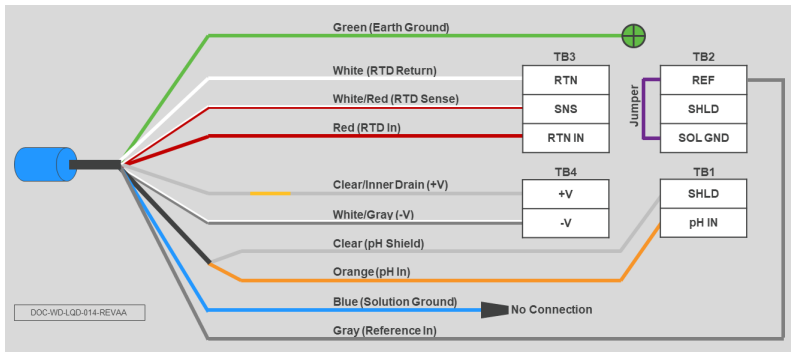 Green (Earth Ground)
TB3
TB2
White (RTD Return)
RTN
REF
White/Red (RTD Sense)
SNS
Jumper
SHLD
Red (RTD In)
RTN IN
SOL GND
TB4
TB1
Clear/Inner Drain (+V)
+V
SHLD
White/Gray (-V)
-V
pH IN
Clear (pH Shield)
Orange (pH In)
Blue (Solution Ground)
No Connection
DOC-WD-LQD-014-REVAA
Gray (Reference In)